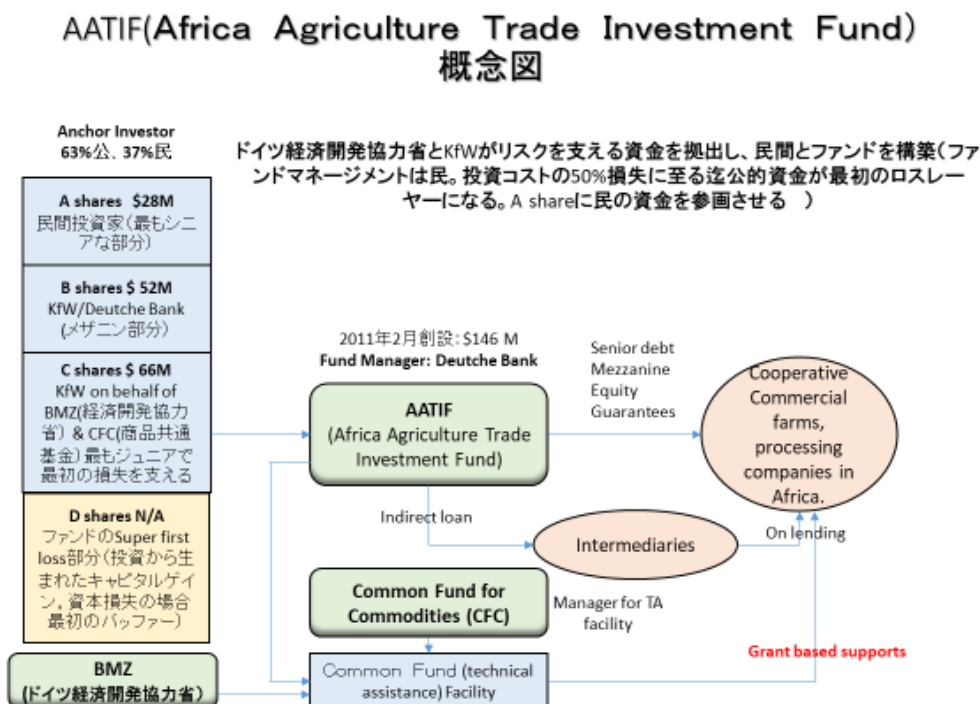 AATIF(Africa Agriculture Trade Investment Fund)
概念図
Anchor Investor
63%公、37%民
ドイツ経済開発協力省とKfWがリスクを支える資金を拠出し、民間とファンドを構築(ファ
ンドマネージメントは民。投資コストの50%損失に至る迄公的資金が最初のロスレー
ヤーになる。A shareに民の資金を参画させる )
A shares $28M
民間投資家(最もシニ
アな部分)
B shares $ 52M
KfW/Deutche Bank
(メザニン部分)
C shares $ 66M
KfW on behalf of
BMZ(経済開発協力
省) & CFC(商品共通
基金)最もジュニアで
最初の損失を支える
D shares N/A
ファンドのSuper first
loss部分(投資から生
まれたキャピタルゲイ
ン。資本損失の場合
最初のバッファー)
BMZ
(ドイツ経済開発協力省)
2011年2月創設:$146 M
Fund Manager: Deutche Bank
AATIF
(Africa Agriculture Trade
Investment Fund)
Senior debt
Mezzanine
Equity
Guarantees
Cooperative
Commercial
farms,
processing
companies in
Africa.
Indirect loan
Intermediaries
On lending
Common Fund for
Commodities (CFC)
Manager for TA
facility
Grant based supports
Common Fund (technical
assistance) Facility